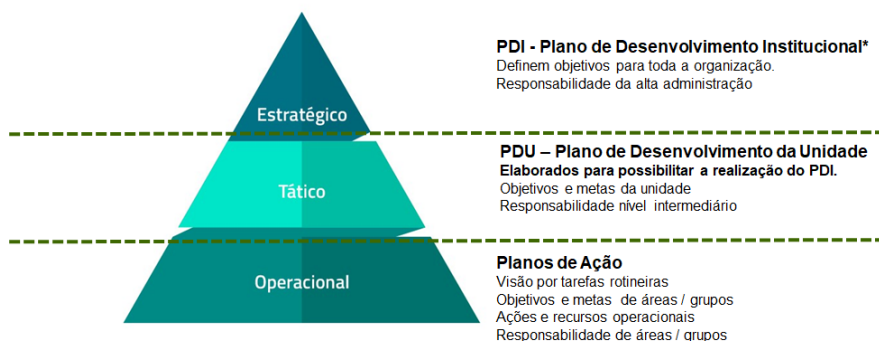 PDI - Plano de Desenvolvimento Institucional*
Definem objetivos para toda a organização.
Responsabilidade da alta administração
Estratégico
PDU – Plano de Desenvolvimento da Unidade
Elaborados para possibilitar a realização do PDI.
Objetivos e metas da unidade
Responsabilidade nível intermediário
Tático
Planos de Ação
Visão por tarefas rotineiras
Objetivos e metas de áreas / grupos
Ações e recursos operacionais
Responsabilidade de áreas / grupos
Operacional